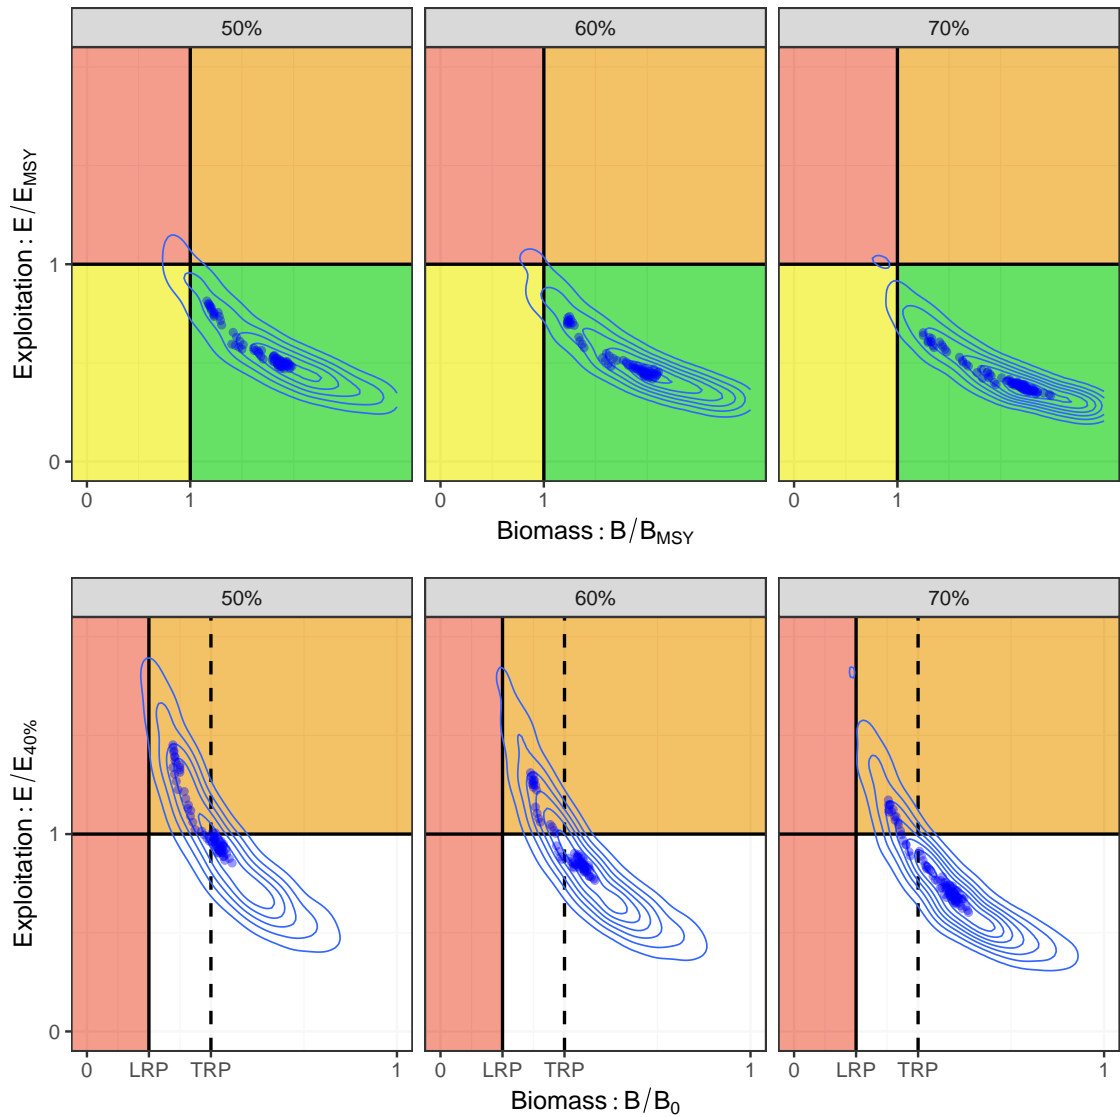 50% 60% 70%
Exploitation : E/E_MSY
1
0
0 1 0 1 0 1
Biomass : B/B_MSY
50% 60% 70%
Exploitation : E/E_40%
1
0
0 LRP TRP 1 0 LRP TRP 1 0 LRP TRP 1
Biomass : B/B_0